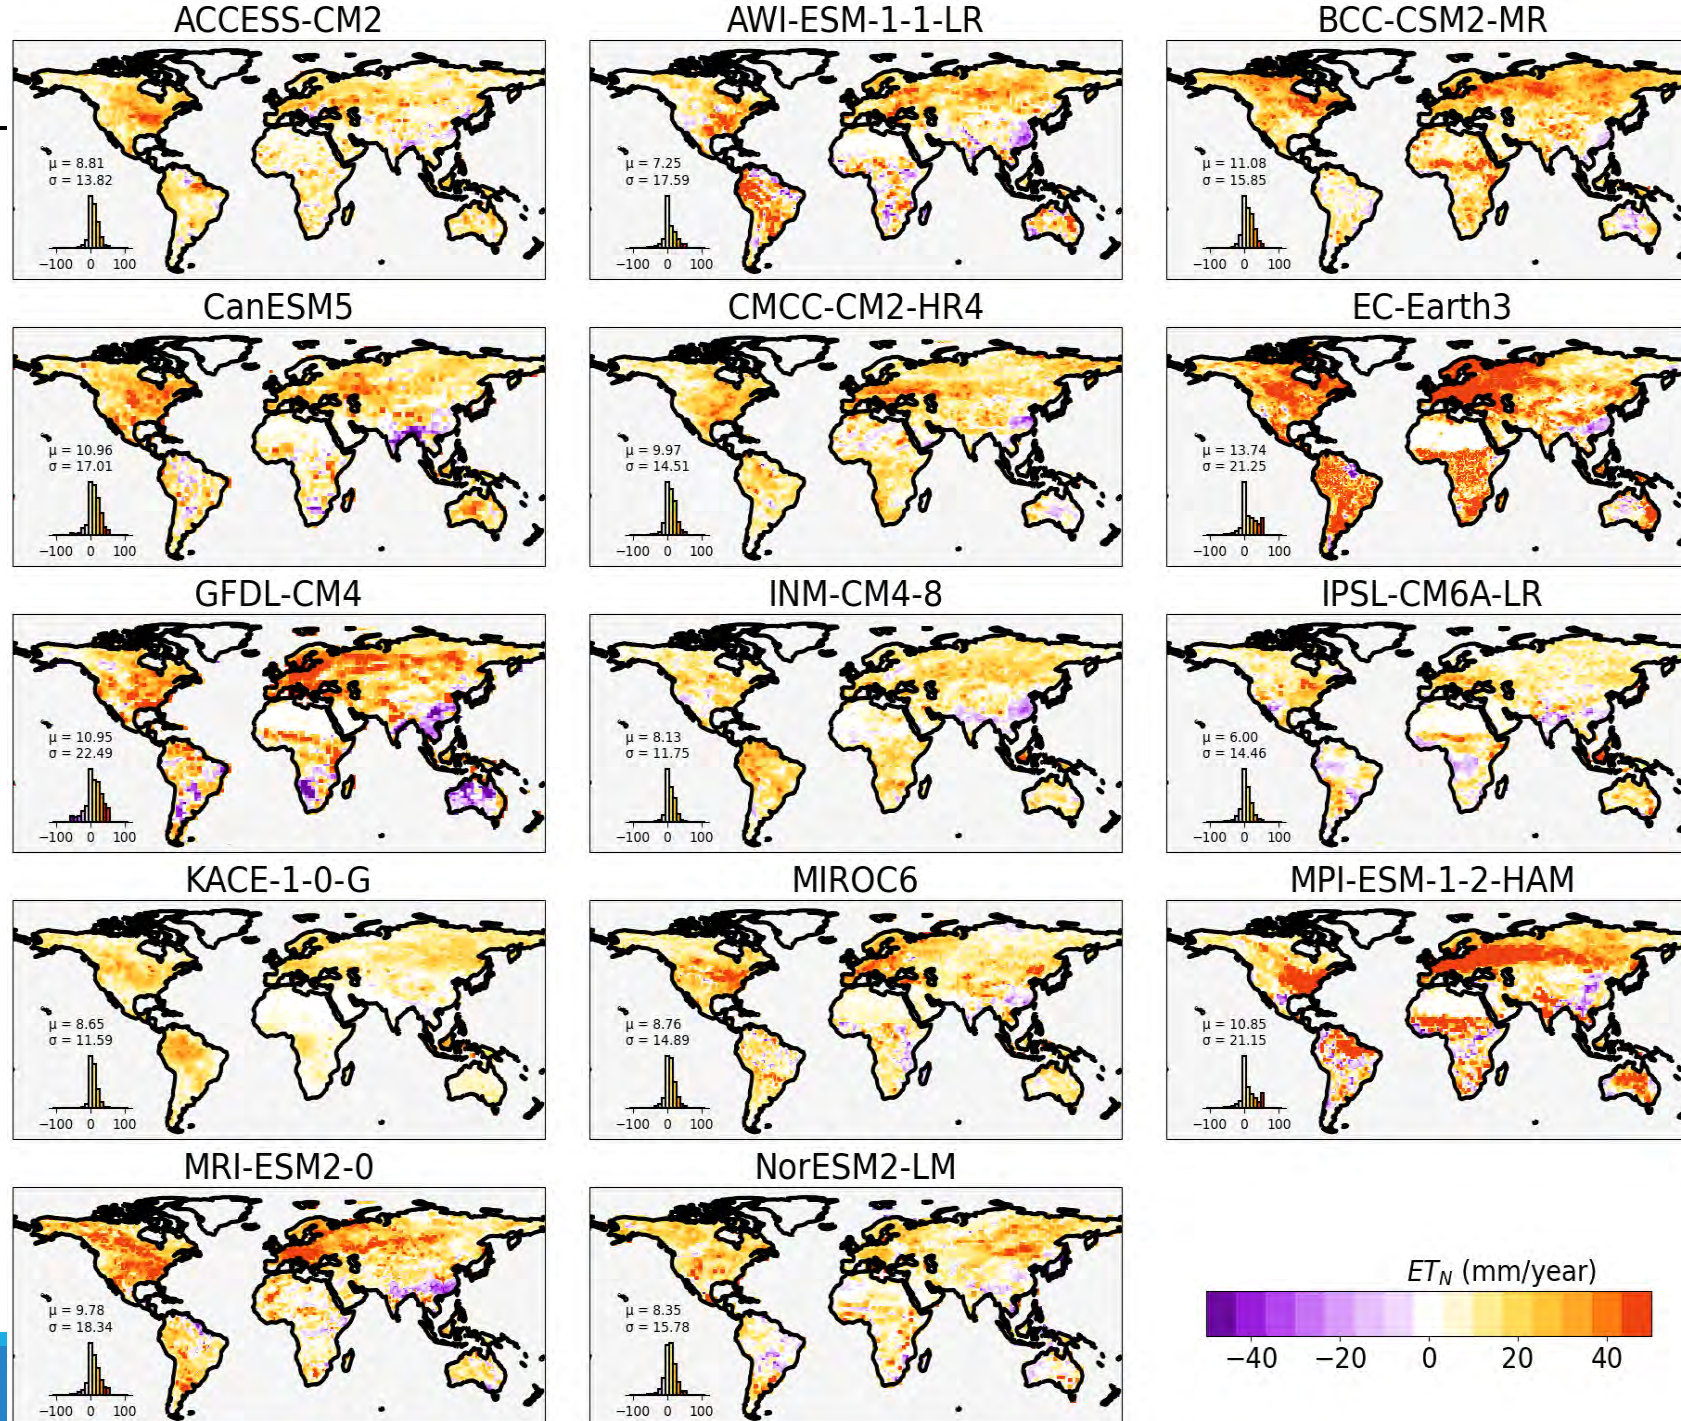 ACCESS-CM2
μ = 8.81
σ = 13.82
−100 0 100
AWI-ESM-1-1-LR
μ = 7.25
σ = 17.59
−100 0 100
BCC-CSM2-MR
μ = 11.08
σ = 15.85
−100 0 100
CanESM5
μ = 10.96
σ = 17.01
−100 0 100
CMCC-CM2-HR4
μ = 9.97
σ = 14.51
−100 0 100
EC-Earth3
μ = 13.74
σ = 21.25
−100 0 100
GFDL-CM4
μ = 10.95
σ = 22.49
−100 0 100
INM-CM4-8
μ = 8.13
σ = 11.75
−100 0 100
IPSL-CM6A-LR
μ = 6.00
σ = 14.46
−100 0 100
KACE-1-0-G
μ = 8.65
σ = 11.59
−100 0 100
MIROC6
μ = 8.76
σ = 14.89
−100 0 100
MPI-ESM-1-2-HAM
μ = 10.85
σ = 21.15
−100 0 100
MRI-ESM2-0
μ = 9.78
σ = 18.34
−100 0 100
NorESM2-LM
μ = 8.35
σ = 15.78
−100 0 100
ET_N (mm/year)
−40 −20 0 20 40